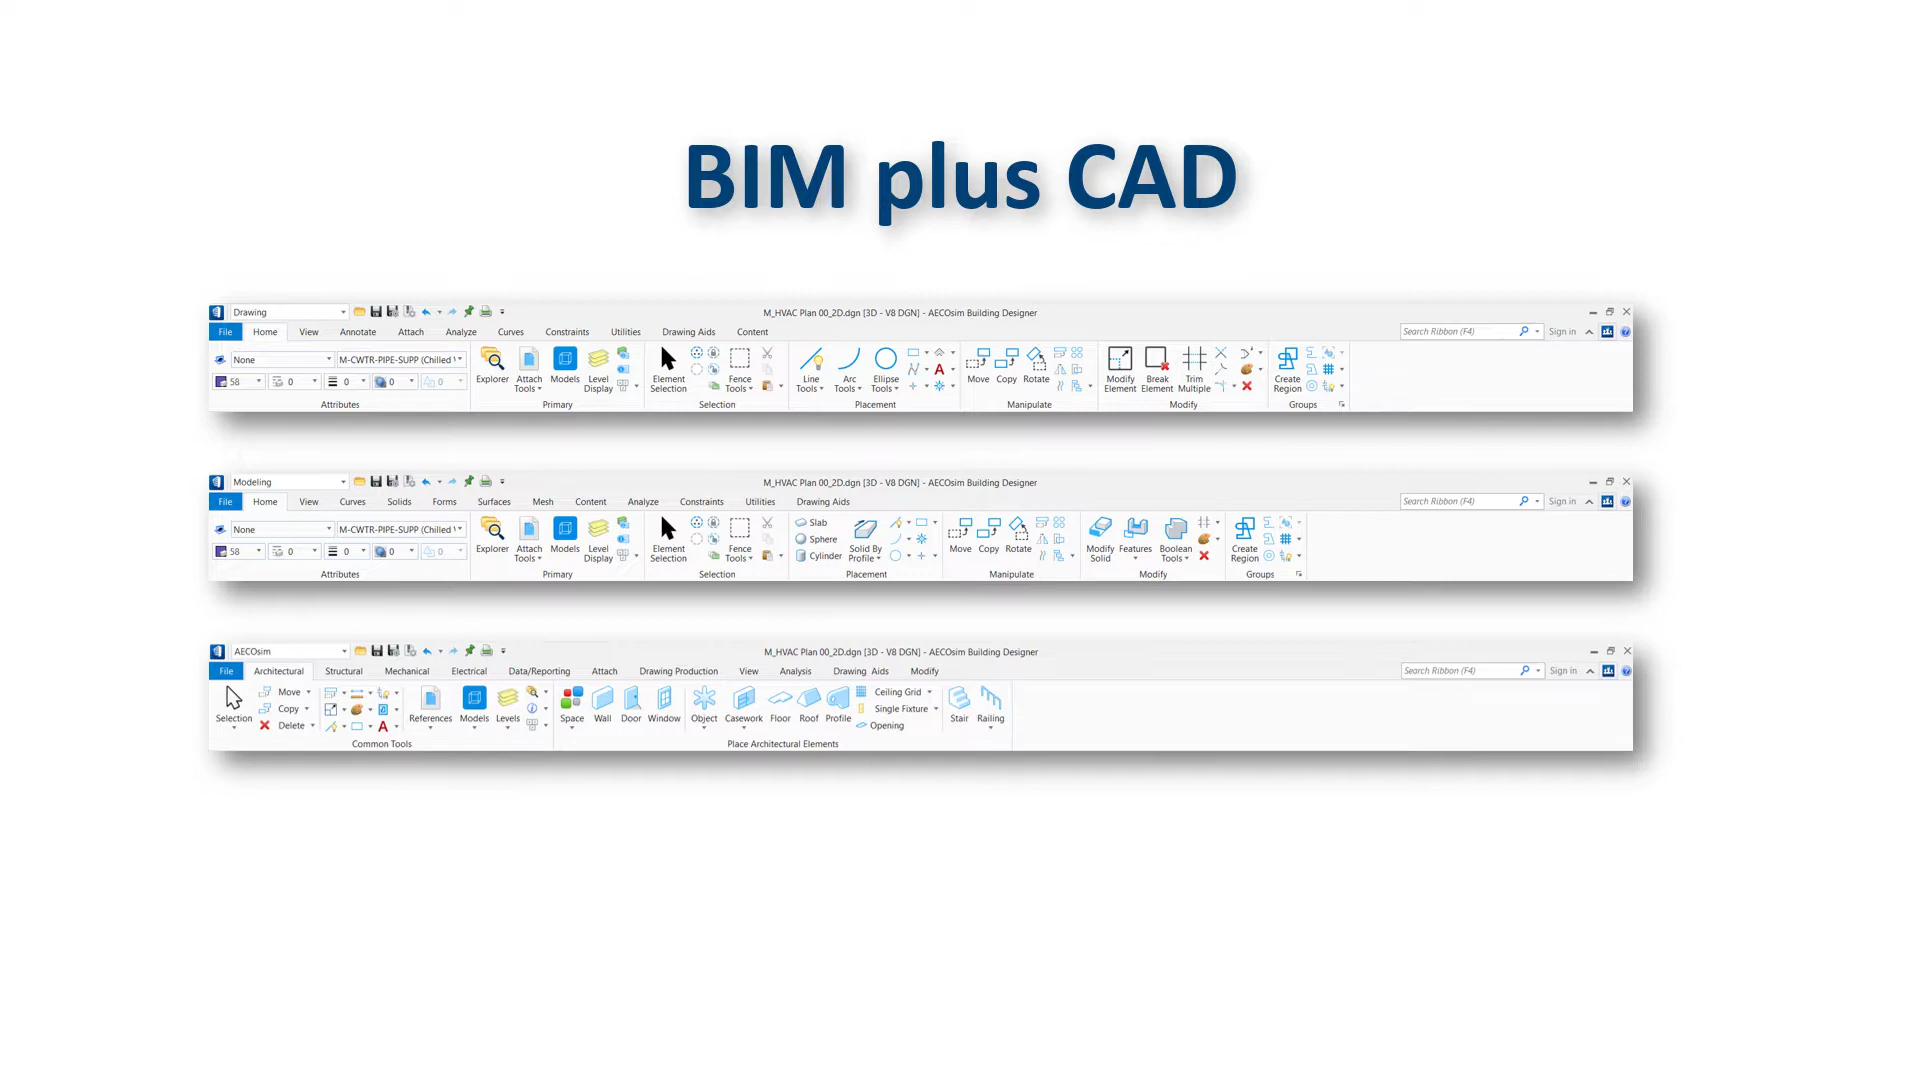 BIM plus CAD
Drawing
M_HVAC Plan 00_2D.dgn [3D - V8 DGN] - AECOsim Building Designer
File Home View Annotate Attach Analyze Curves Constraints Utilities Drawing Aids Content
Search Ribbon (F4) Sign in
None M-CWTR-PIPE-SUPP (Chilled
58 0 0 0 0
Explorer Attach Tools Models Level Display
Element Selection Fence Tools
Line Tools Arc Tools Ellipse Tools
Move Copy Rotate
Modify Element Break Element Trim Multiple
Create Region
Attributes Primary Selection Placement Manipulate Modify Groups
Modeling
M_HVAC Plan 00_2D.dgn [3D - V8 DGN] - AECOsim Building Designer
File Home View Curves Solids Forms Surfaces Mesh Content Analyze Constraints Utilities Drawing Aids
Search Ribbon (F4) Sign in
None M-CWTR-PIPE-SUPP (Chilled
58 0 0 0 0
Explorer Attach Tools Models Level Display
Element Selection Fence Tools
Slab
Sphere
Cylinder
Solid By Profile
Move Copy Rotate
Modify Solid Features Boolean Tools
Create Region
Attributes Primary Selection Placement Manipulate Modify Groups
AECOsim
M_HVAC Plan 00_2D.dgn [3D - V8 DGN] - AECOsim Building Designer
File Architectural Structural Mechanical Electrical Data/Reporting Attach Drawing Production View Analysis Drawing Aids Modify
Search Ribbon (F4) Sign in
Selection
Move
Copy
Delete
References Models Levels
Space Wall Door Window Object Casework Floor Roof Profile
Ceiling Grid
Single Fixture
Opening
Stair Railing
Common Tools Place Architectural Elements